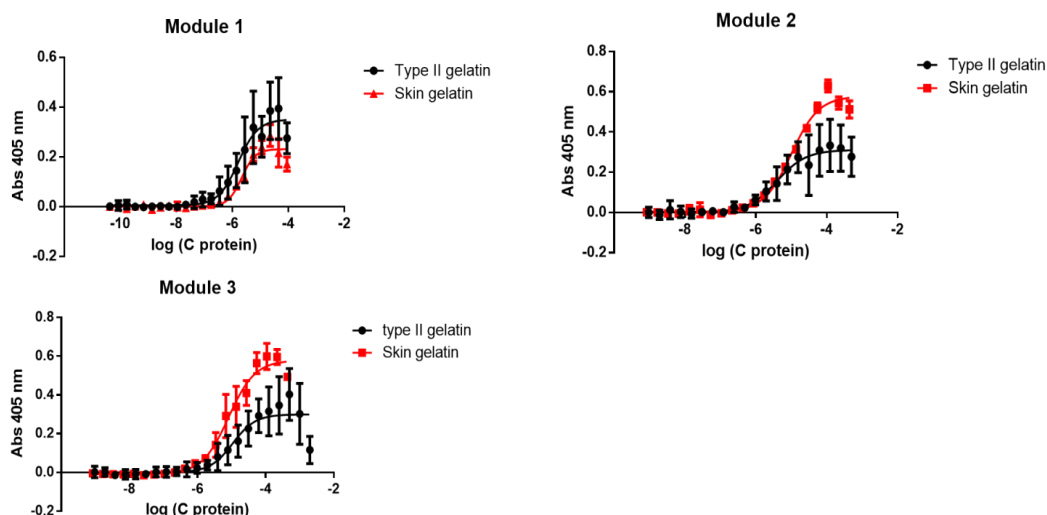 Module 1
Abs 405 nm
0.6
0.4
0.2
0.0
-0.2
-10
-8
-6
-4
-2
log (C protein)
Type II gelatin
Skin gelatin
Module 2
Abs 405 nm
0.8
0.6
0.4
0.2
0.0
-0.2
-8
-6
-4
-2
log (C protein)
Type II gelatin
Skin gelatin
Module 3
Abs 405 nm
0.8
0.6
0.4
0.2
0.0
-0.2
-8
-6
-4
-2
log (C protein)
type II gelatin
Skin gelatin